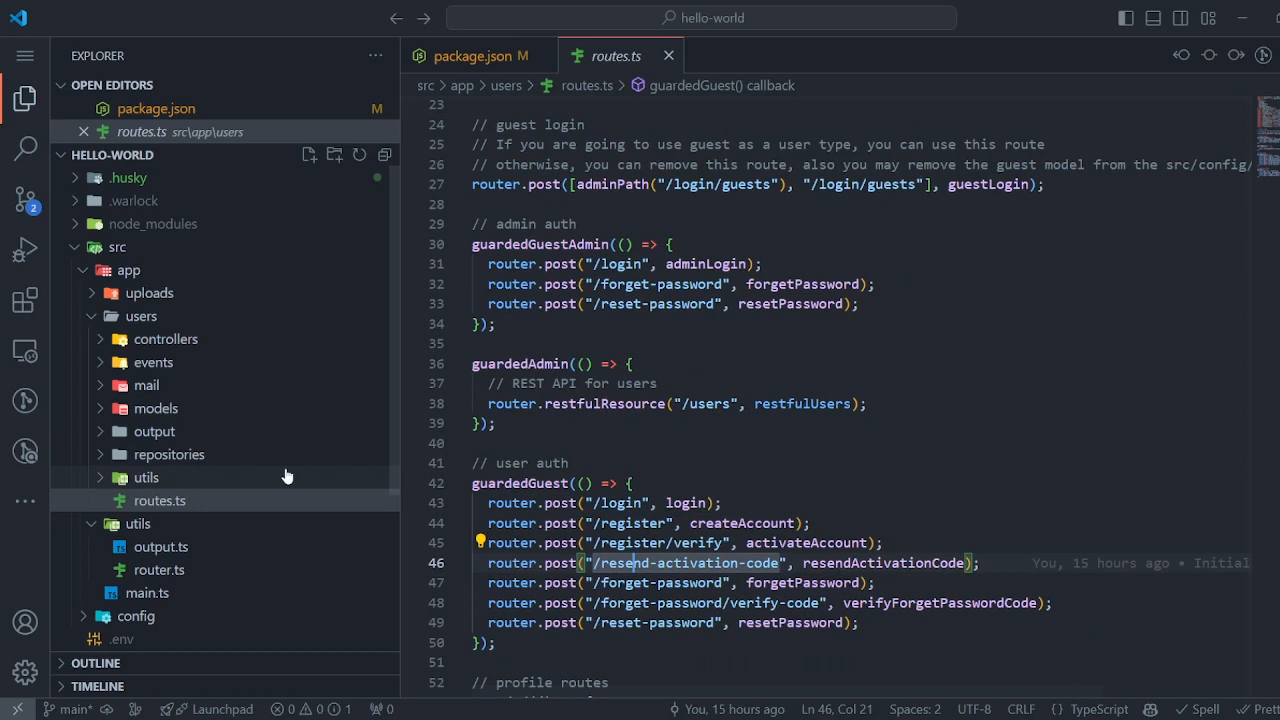 hello-world
EXPLORER
OPEN EDITORS
package.json M
routes.ts src\app\users
HELLO-WORLD
.husky
.warlock
node_modules
src
app
uploads
users
controllers
events
mail
models
output
repositories
utils
routes.ts
utils
output.ts
router.ts
main.ts
config
.env
OUTLINE
TIMELINE
2
package.json M
routes.ts
src > app > users > routes.ts > guardedGuest() callback
23
24 // guest login
25 // If you are going to use guest as a user type, you can use this route
26 // otherwise, you can remove this route, also you may remove the guest model from the src/config/
27 router.post([adminPath("/login/guests"), "/login/guests"], guestLogin);
28
29 // admin auth
30 guardedGuestAdmin(() => {
31 router.post("/login", adminLogin);
32 router.post("/forget-password", forgetPassword);
33 router.post("/reset-password", resetPassword);
34 });
35
36 guardedAdmin(() => {
37 // REST API for users
38 router.restfulResource("/users", restfulUsers);
39 });
40
41 // user auth
42 guardedGuest(() => {
43 router.post("/login", login);
44 router.post("/register", createAccount);
45 router.post("/register/verify", activateAccount);
46 router.post("/resend-activation-code", resendActivationCode); You, 15 hours ago • Initial
47 router.post("/forget-password", forgetPassword);
48 router.post("/forget-password/verify-code", verifyForgetPasswordCode);
49 router.post("/reset-password", resetPassword);
50 });
51
52 // profile routes
main* Launchpad 0 0 1 0 You, 15 hours ago Ln 46, Col 21 Spaces: 2 UTF-8 CRLF {} TypeScript Spell Prett